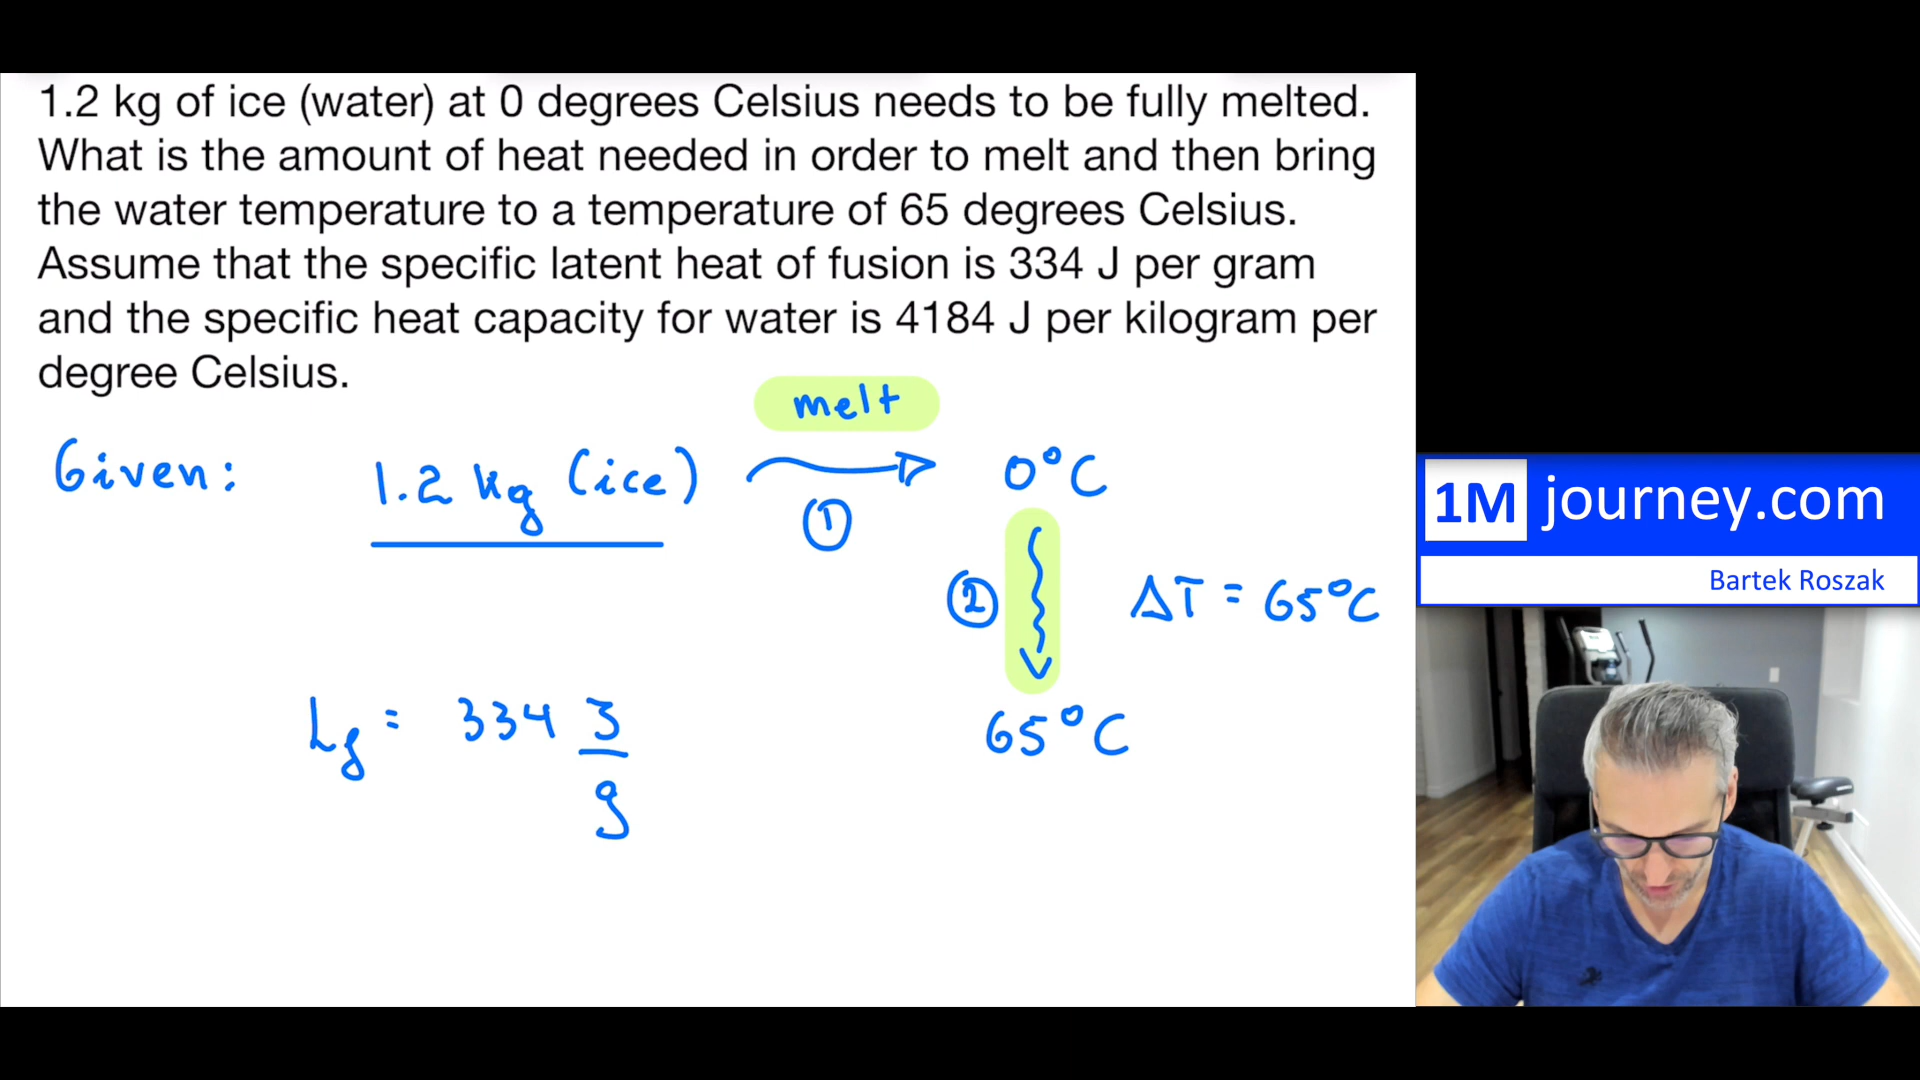 1.2 kg of ice (water) at 0 degrees Celsius needs to be fully melted.
What is the amount of heat needed in order to melt and then bring
the water temperature to a temperature of 65 degrees Celsius.
Assume that the specific latent heat of fusion is 334 J per gram
and the specific heat capacity for water is 4184 J per kilogram per
degree Celsius.
melt
Given: 1.2 kg (ice) 0°C
①
1M journey.com
Bartek Roszak
② ΔT = 65°C
Lf = 334 J/g
65°C